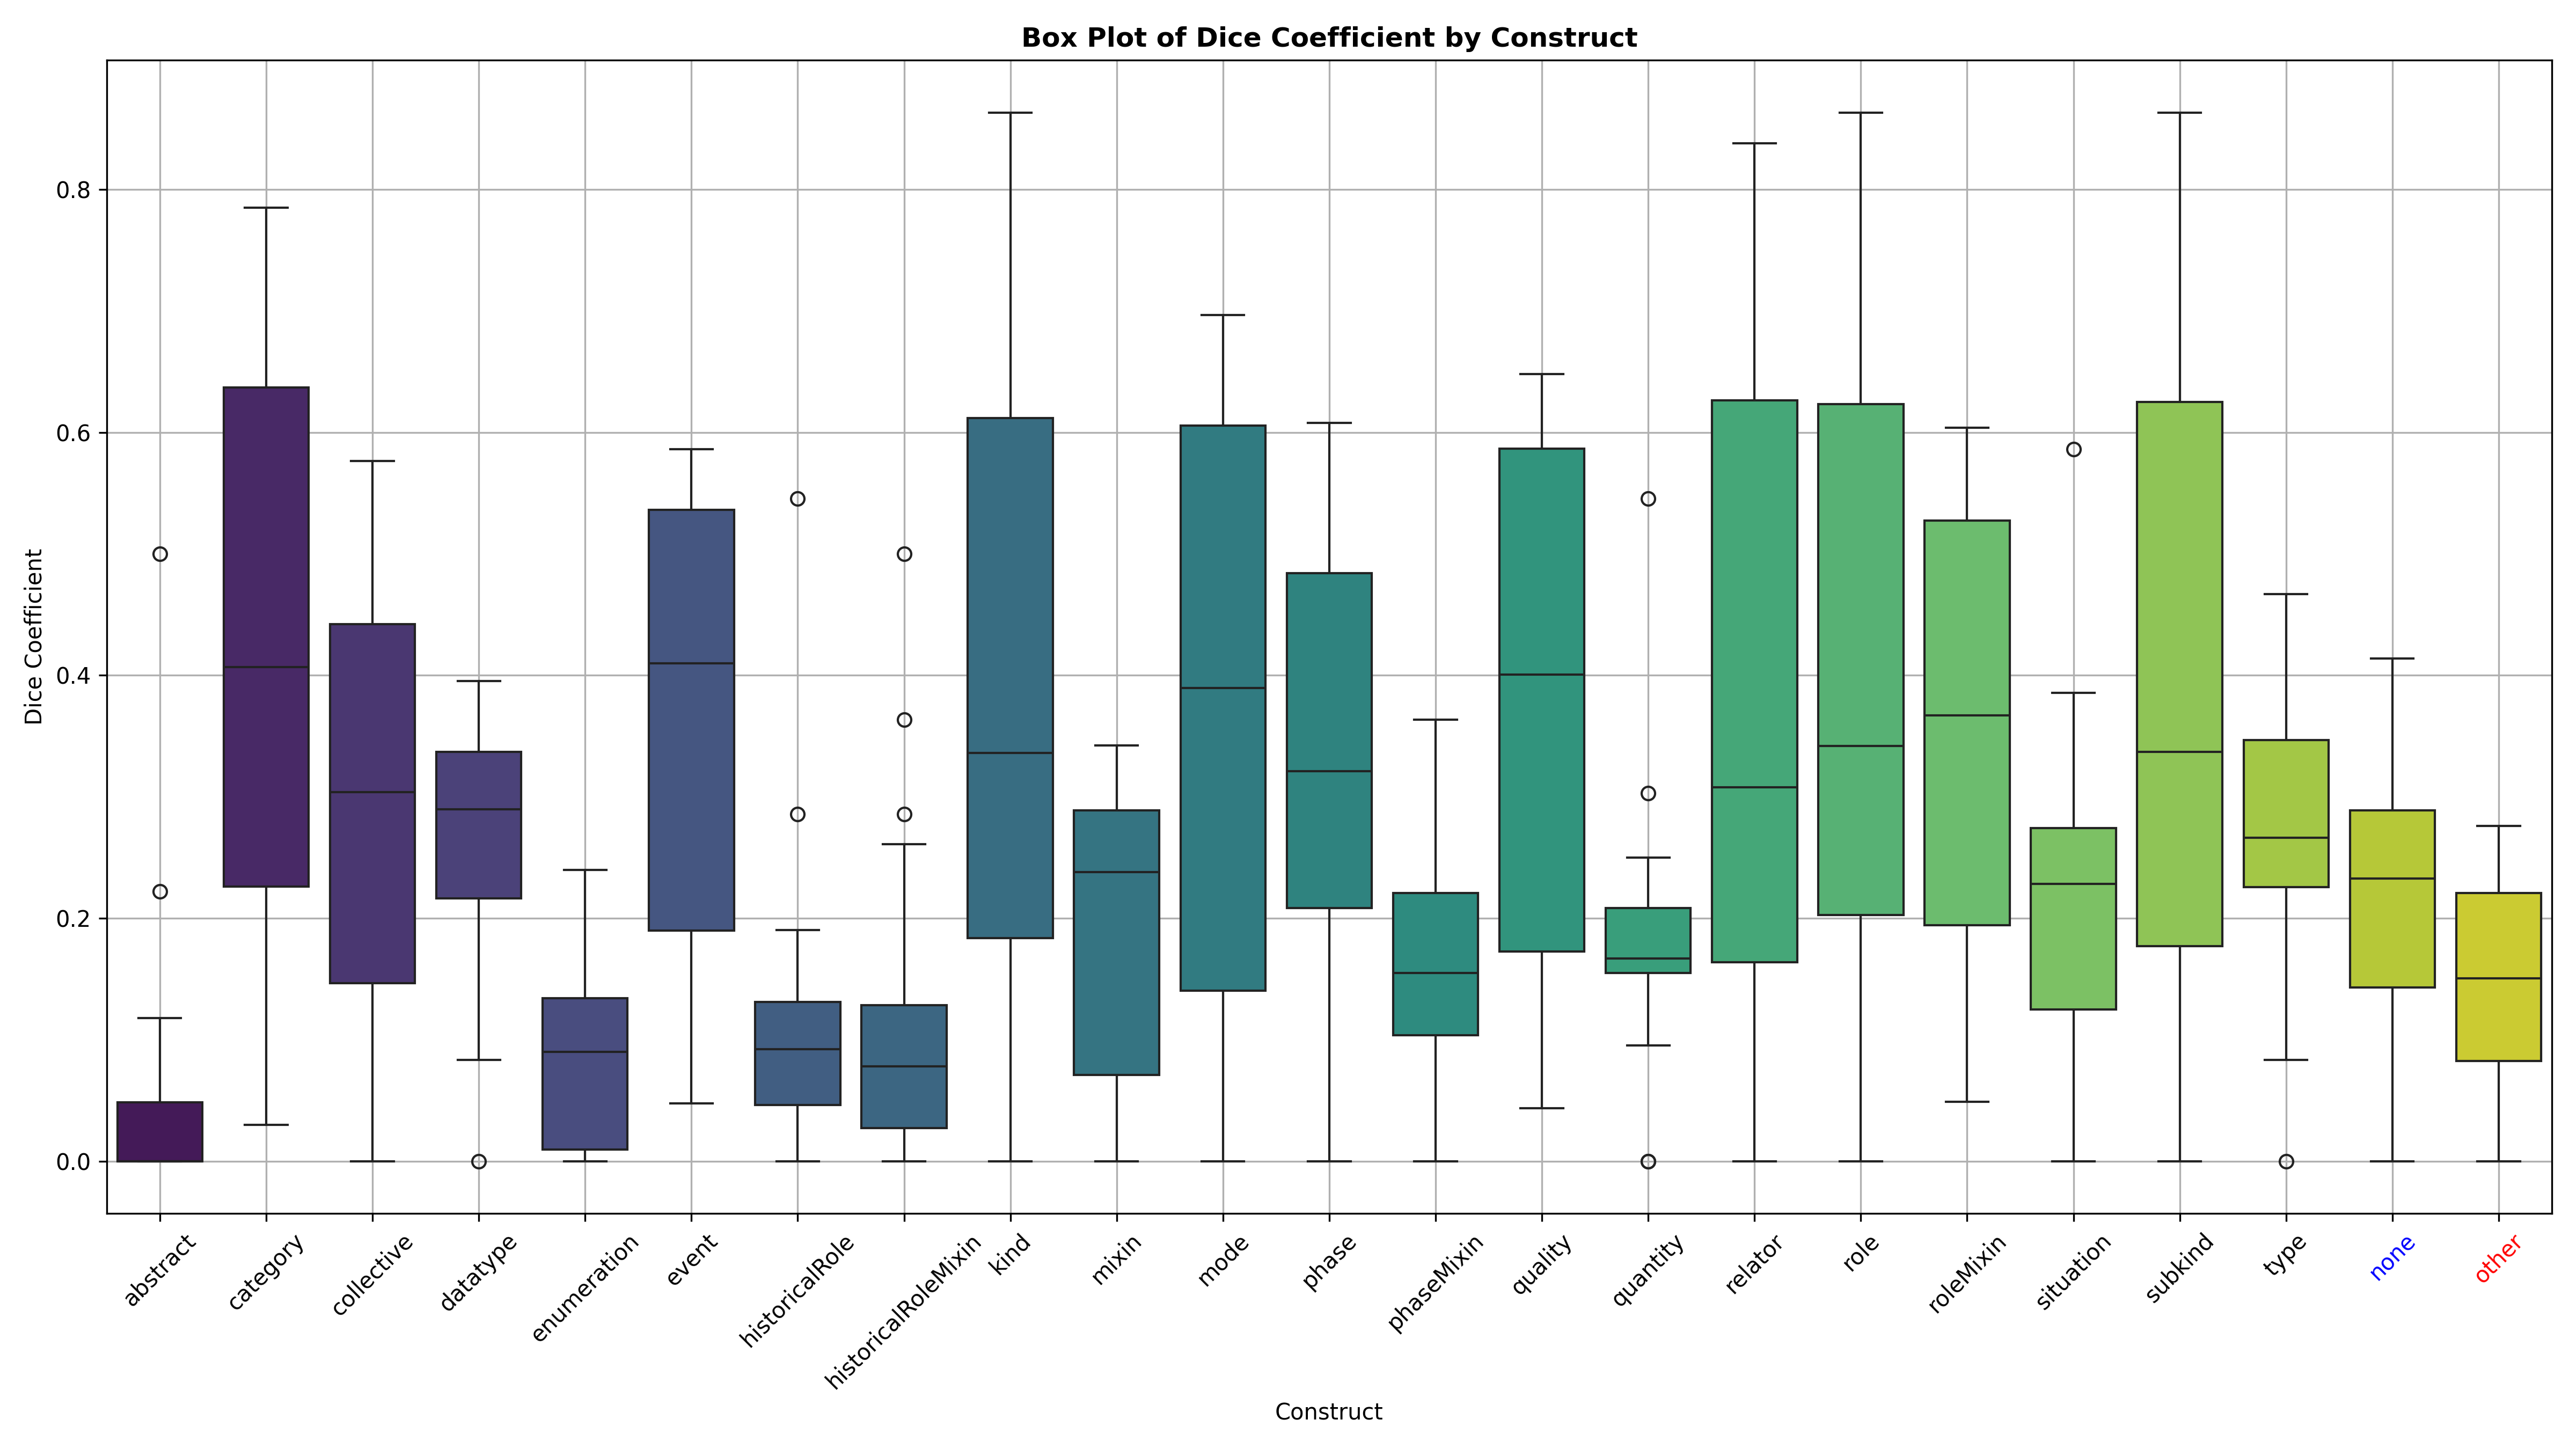 Box Plot of Dice Coefficient by Construct
Dice Coefficient
0.8
0.6
0.4
0.2
0.0
abstract
category
collective
datatype
enumeration
event
historicalRole
historicalRoleMixin
kind
mixin
mode
phase
phaseMixin
quality
quantity
relator
role
roleMixin
situation
subkind
type
none
other
Construct